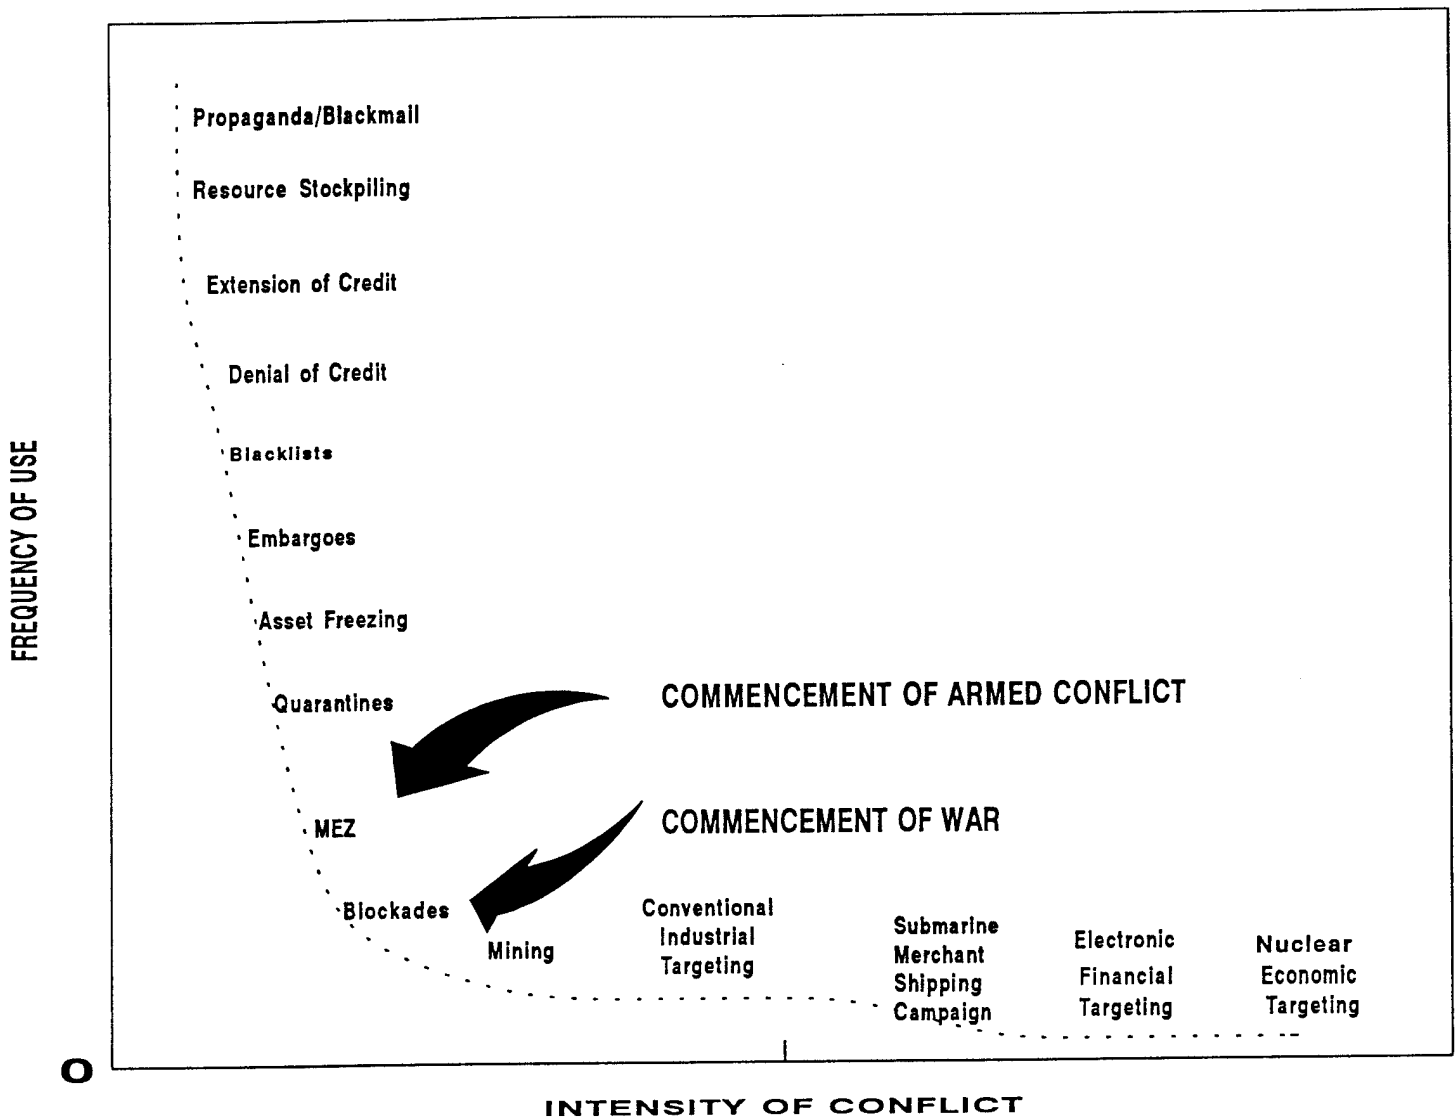 Propaganda/Blackmail
Resource Stockpiling
Extension of Credit
Denial of Credit
Blacklists
Embargoes
Asset Freezing
Quarantines
COMMENCEMENT OF ARMED CONFLICT
MEZ
COMMENCEMENT OF WAR
Blockades
Mining
Conventional
Industrial
Targeting
Submarine
Merchant
Shipping
Campaign
Electronic
Financial
Targeting
Nuclear
Economic
Targeting
FREQUENCY OF USE
0
INTENSITY OF CONFLICT